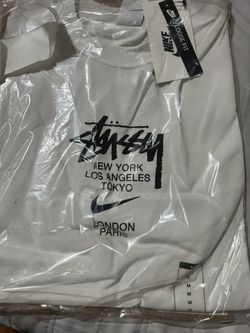 NIKE
Stüssy
NEW YORK
LOS ANGELES
TOKYO
LONDON
PARIS
M
M
M